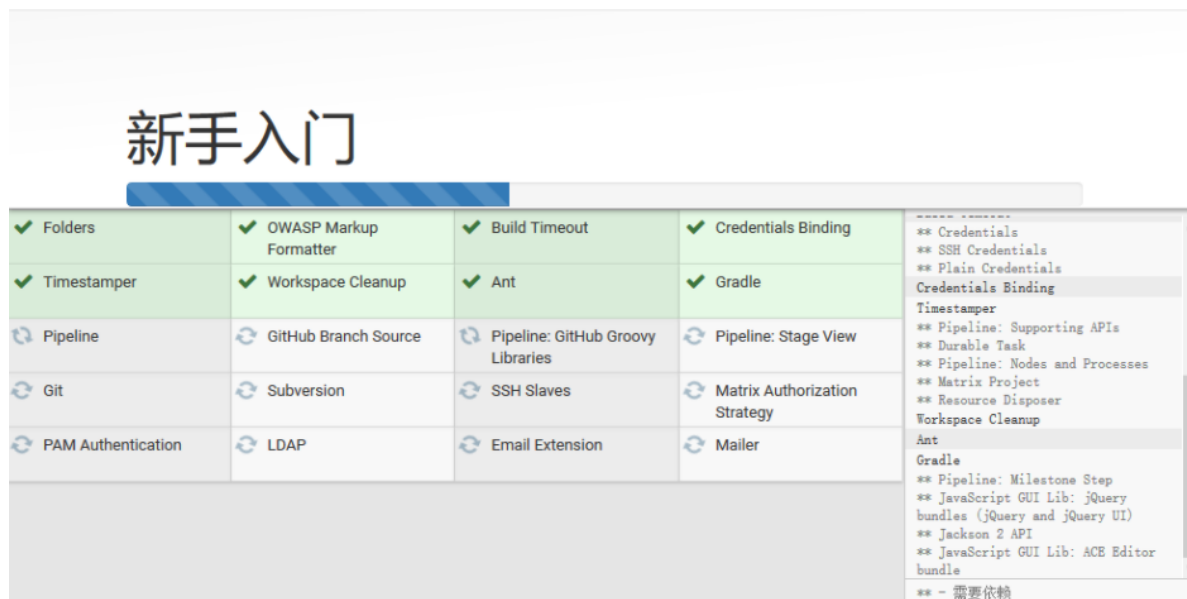 新手入门
Folders
OWASP Markup
Formatter
Build Timeout
Credentials Binding
Timestamper
Workspace Cleanup
Ant
Gradle
Pipeline
GitHub Branch Source
Pipeline: GitHub Groovy
Libraries
Pipeline: Stage View
Git
Subversion
SSH Slaves
Matrix Authorization
Strategy
PAM Authentication
LDAP
Email Extension
Mailer
** Credentials
** SSH Credentials
** Plain Credentials
Credentials Binding
Timestamper
** Pipeline: Supporting APIs
** Durable Task
** Pipeline: Nodes and Processes
** Matrix Project
** Resource Disposer
Workspace Cleanup
Ant
Gradle
** Pipeline: Milestone Step
** JavaScript GUI Lib: jQuery
bundles (jQuery and jQuery UI)
** Jackson 2 API
** JavaScript GUI Lib: ACE Editor
bundle
** - 需要依赖